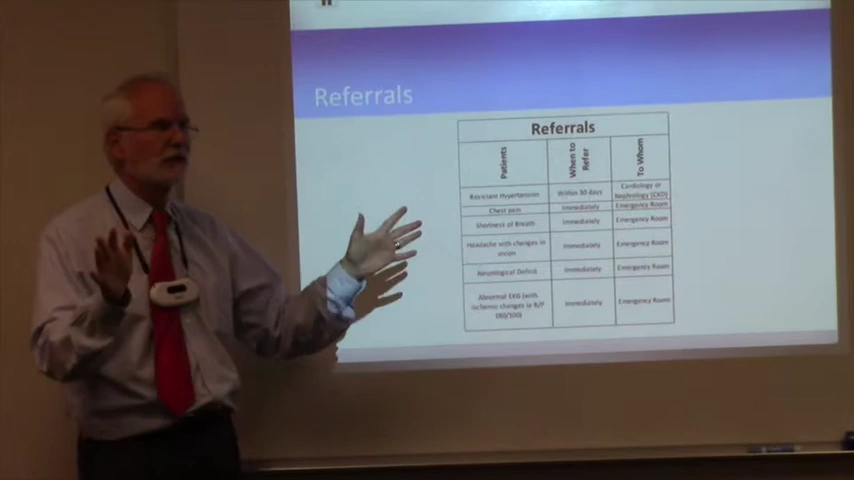 Referrals
Referrals
Patients
When to
Refer
To Whom
Resistant Hypertension
Within 30 days
Cardiology or
Nephrology (CKD)
Chest pain
Immediately
Emergency Room
Shortness of Breath
Immediately
Emergency Room
Headache with changes in
vision
Immediately
Emergency Room
Neurological Deficit
Immediately
Emergency Room
Abnormal EKG (with
ischemic changes or B/P
Immediately
Emergency Room